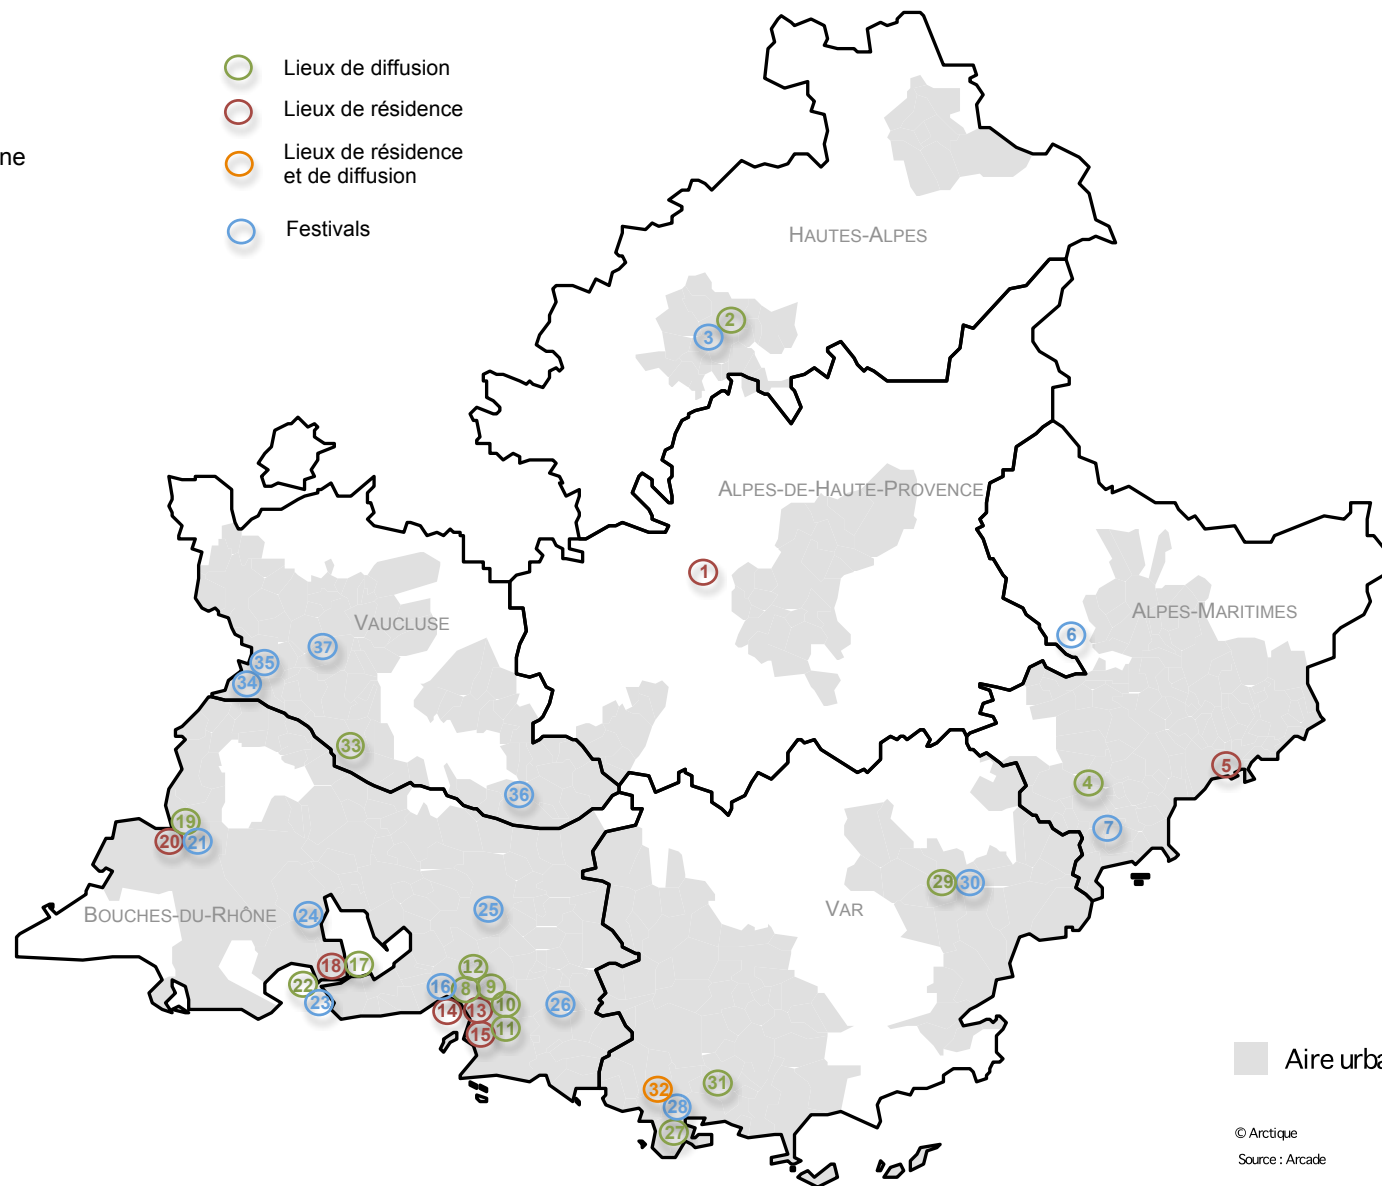 Lieux de diffusion
Lieux de résidence
ne
Lieux de résidence
et de diffusion
Festivals
HAUTES-ALPES
2
3
ALPES-DE-HAUTE-PROVENCE
1
VAUCLUSE
ALPES-MARITIMES
6
37
35
34
33
5
4
36
7
19
20
21
29
30
BOUCHES-DU-RHÔNE
VAR
24
25
18
17
12
22
16
8
9
23
10
26
14
13
15
11
32
31
28
27
Aire urba
© Arctique
Source : Arcade